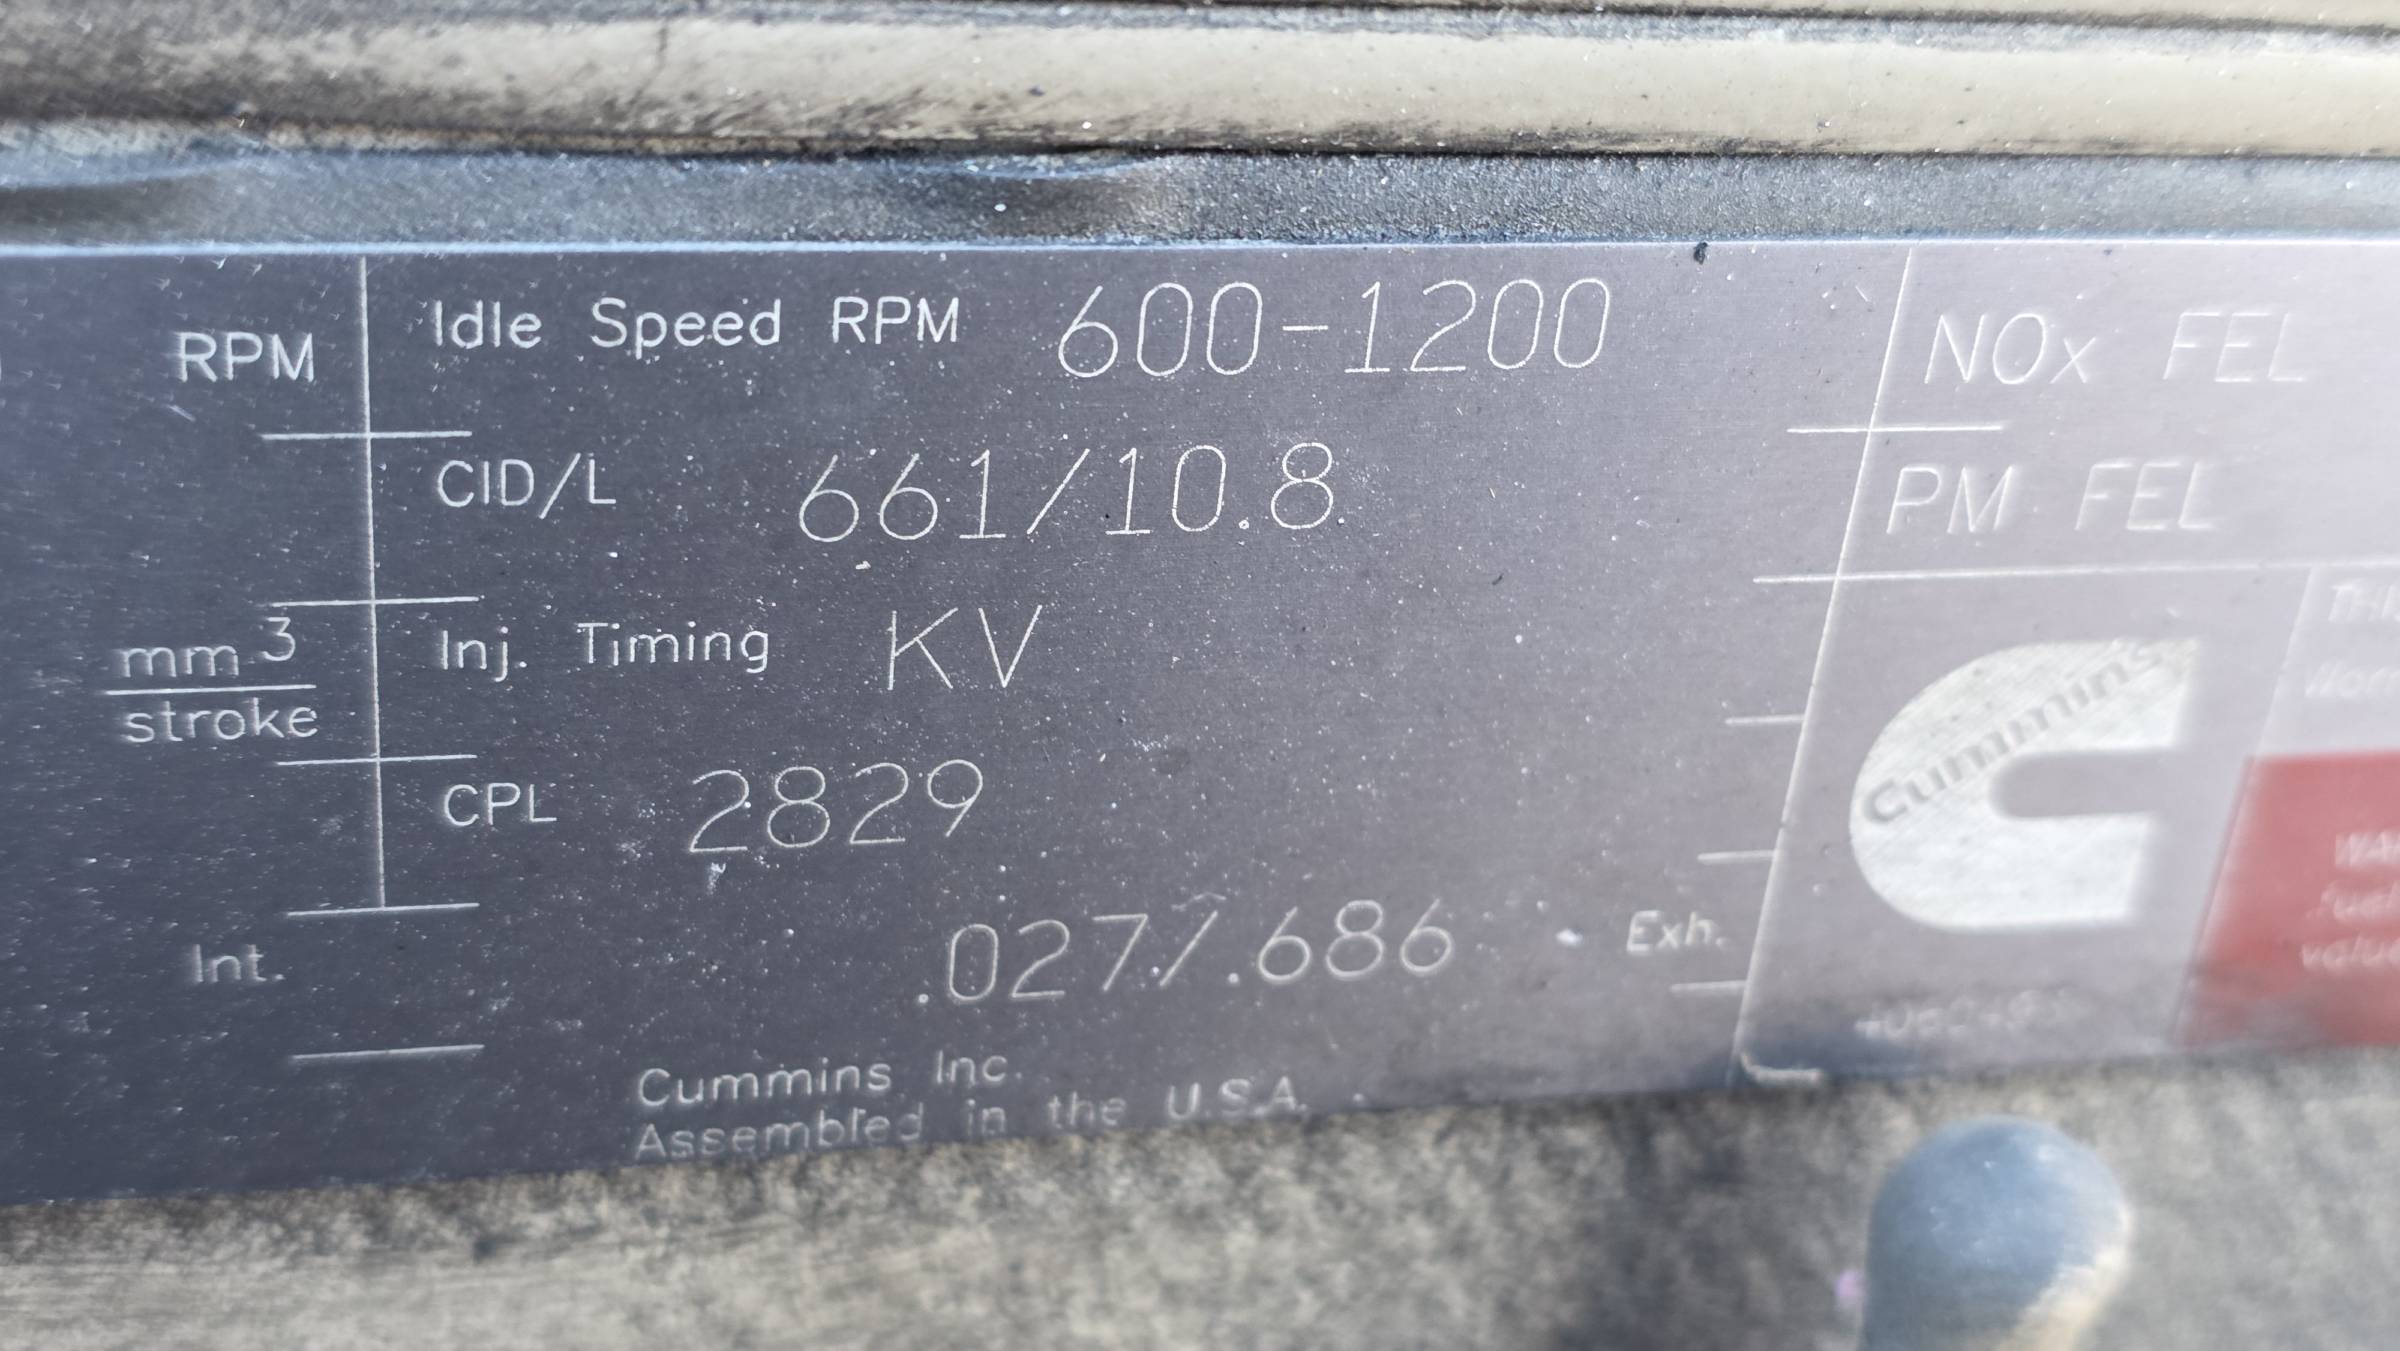 RPM Idle Speed RPM 600-1200 NOx FEL
CID/L 661/10.8 PM FEL
mm3
stroke
Inj. Timing KV
CPL 2829
Cummins
Int. .027/.686 Exh.
Cummins Inc.
Assembled in the U.S.A.